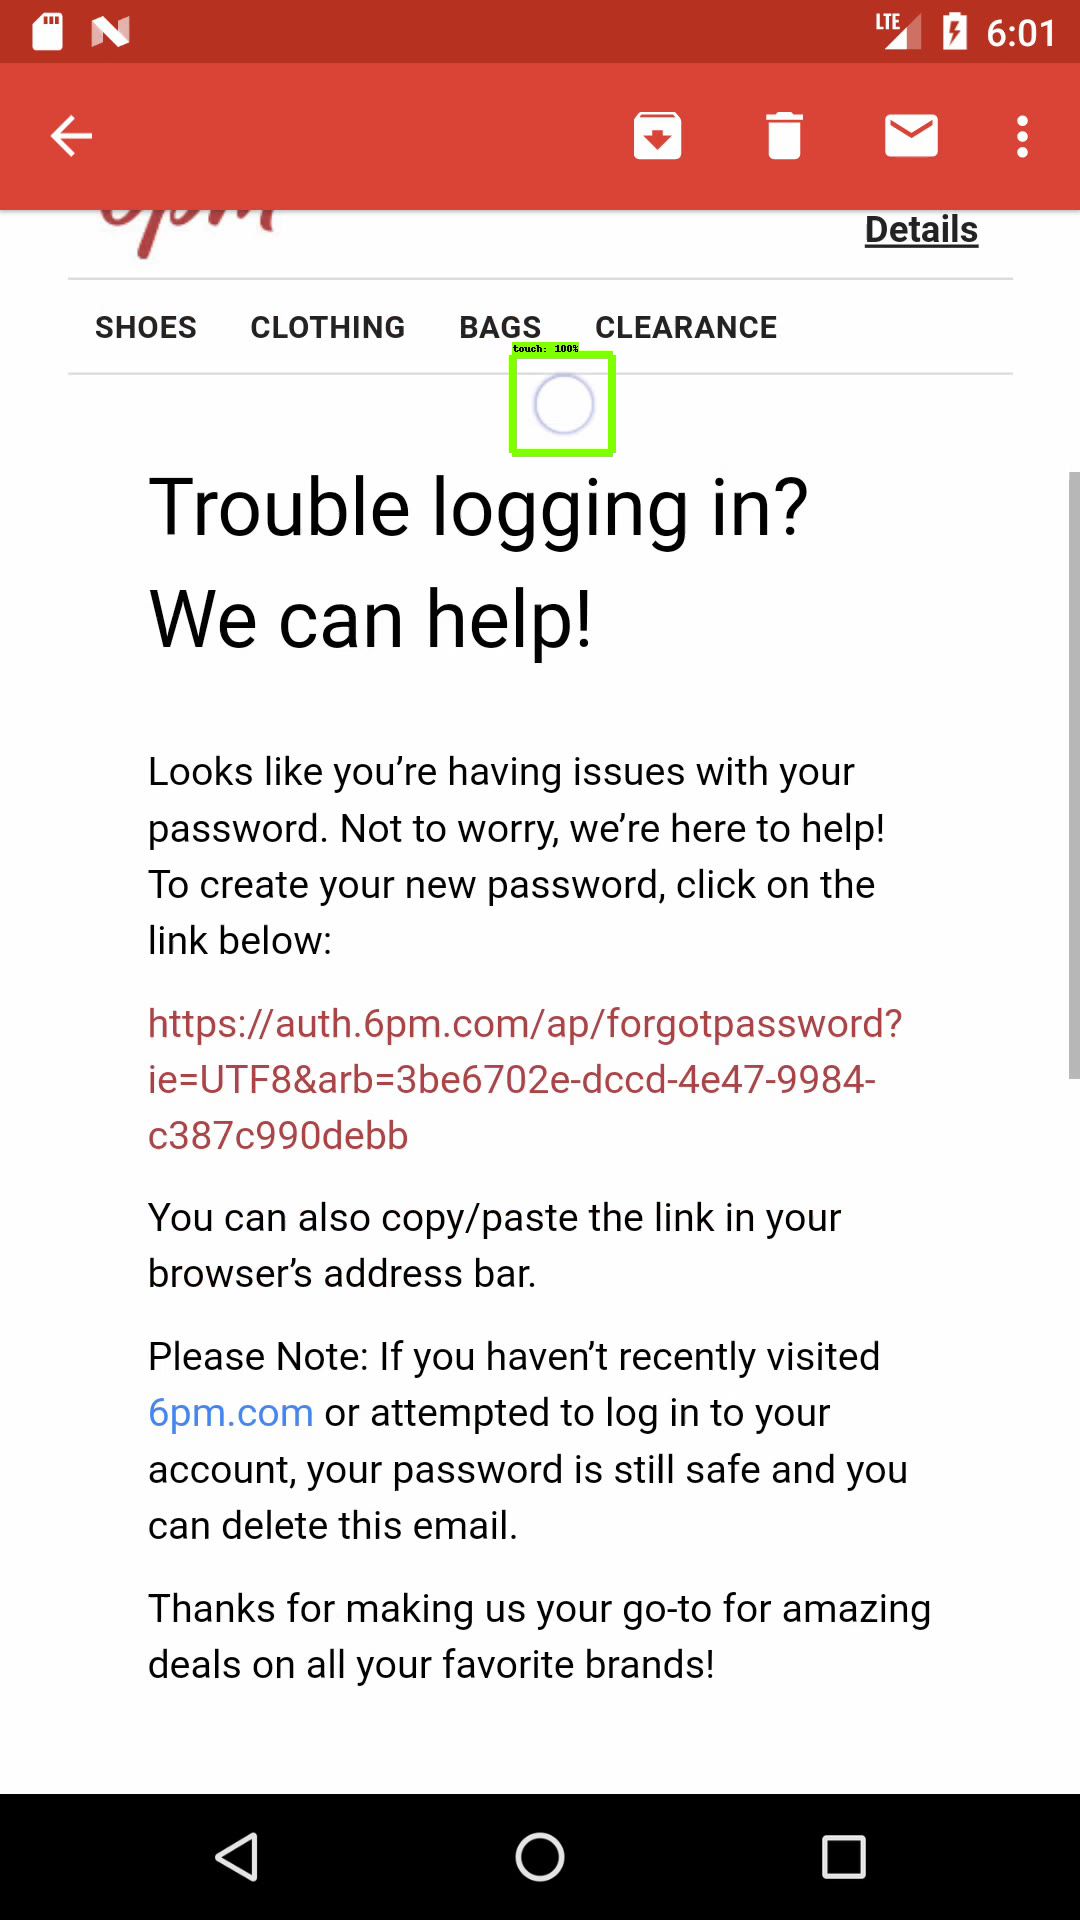 LTE 6:01
6pm
Details
SHOES CLOTHING BAGS CLEARANCE
touch: 100%
Trouble logging in?
We can help!
Looks like you’re having issues with your
password. Not to worry, we’re here to help!
To create your new password, click on the
link below:
https://auth.6pm.com/ap/forgotpassword?
ie=UTF8&arb=3be6702e-dccd-4e47-9984-
c387c990debb
You can also copy/paste the link in your
browser’s address bar.
Please Note: If you haven’t recently visited
6pm.com or attempted to log in to your
account, your password is still safe and you
can delete this email.
Thanks for making us your go-to for amazing
deals on all your favorite brands!